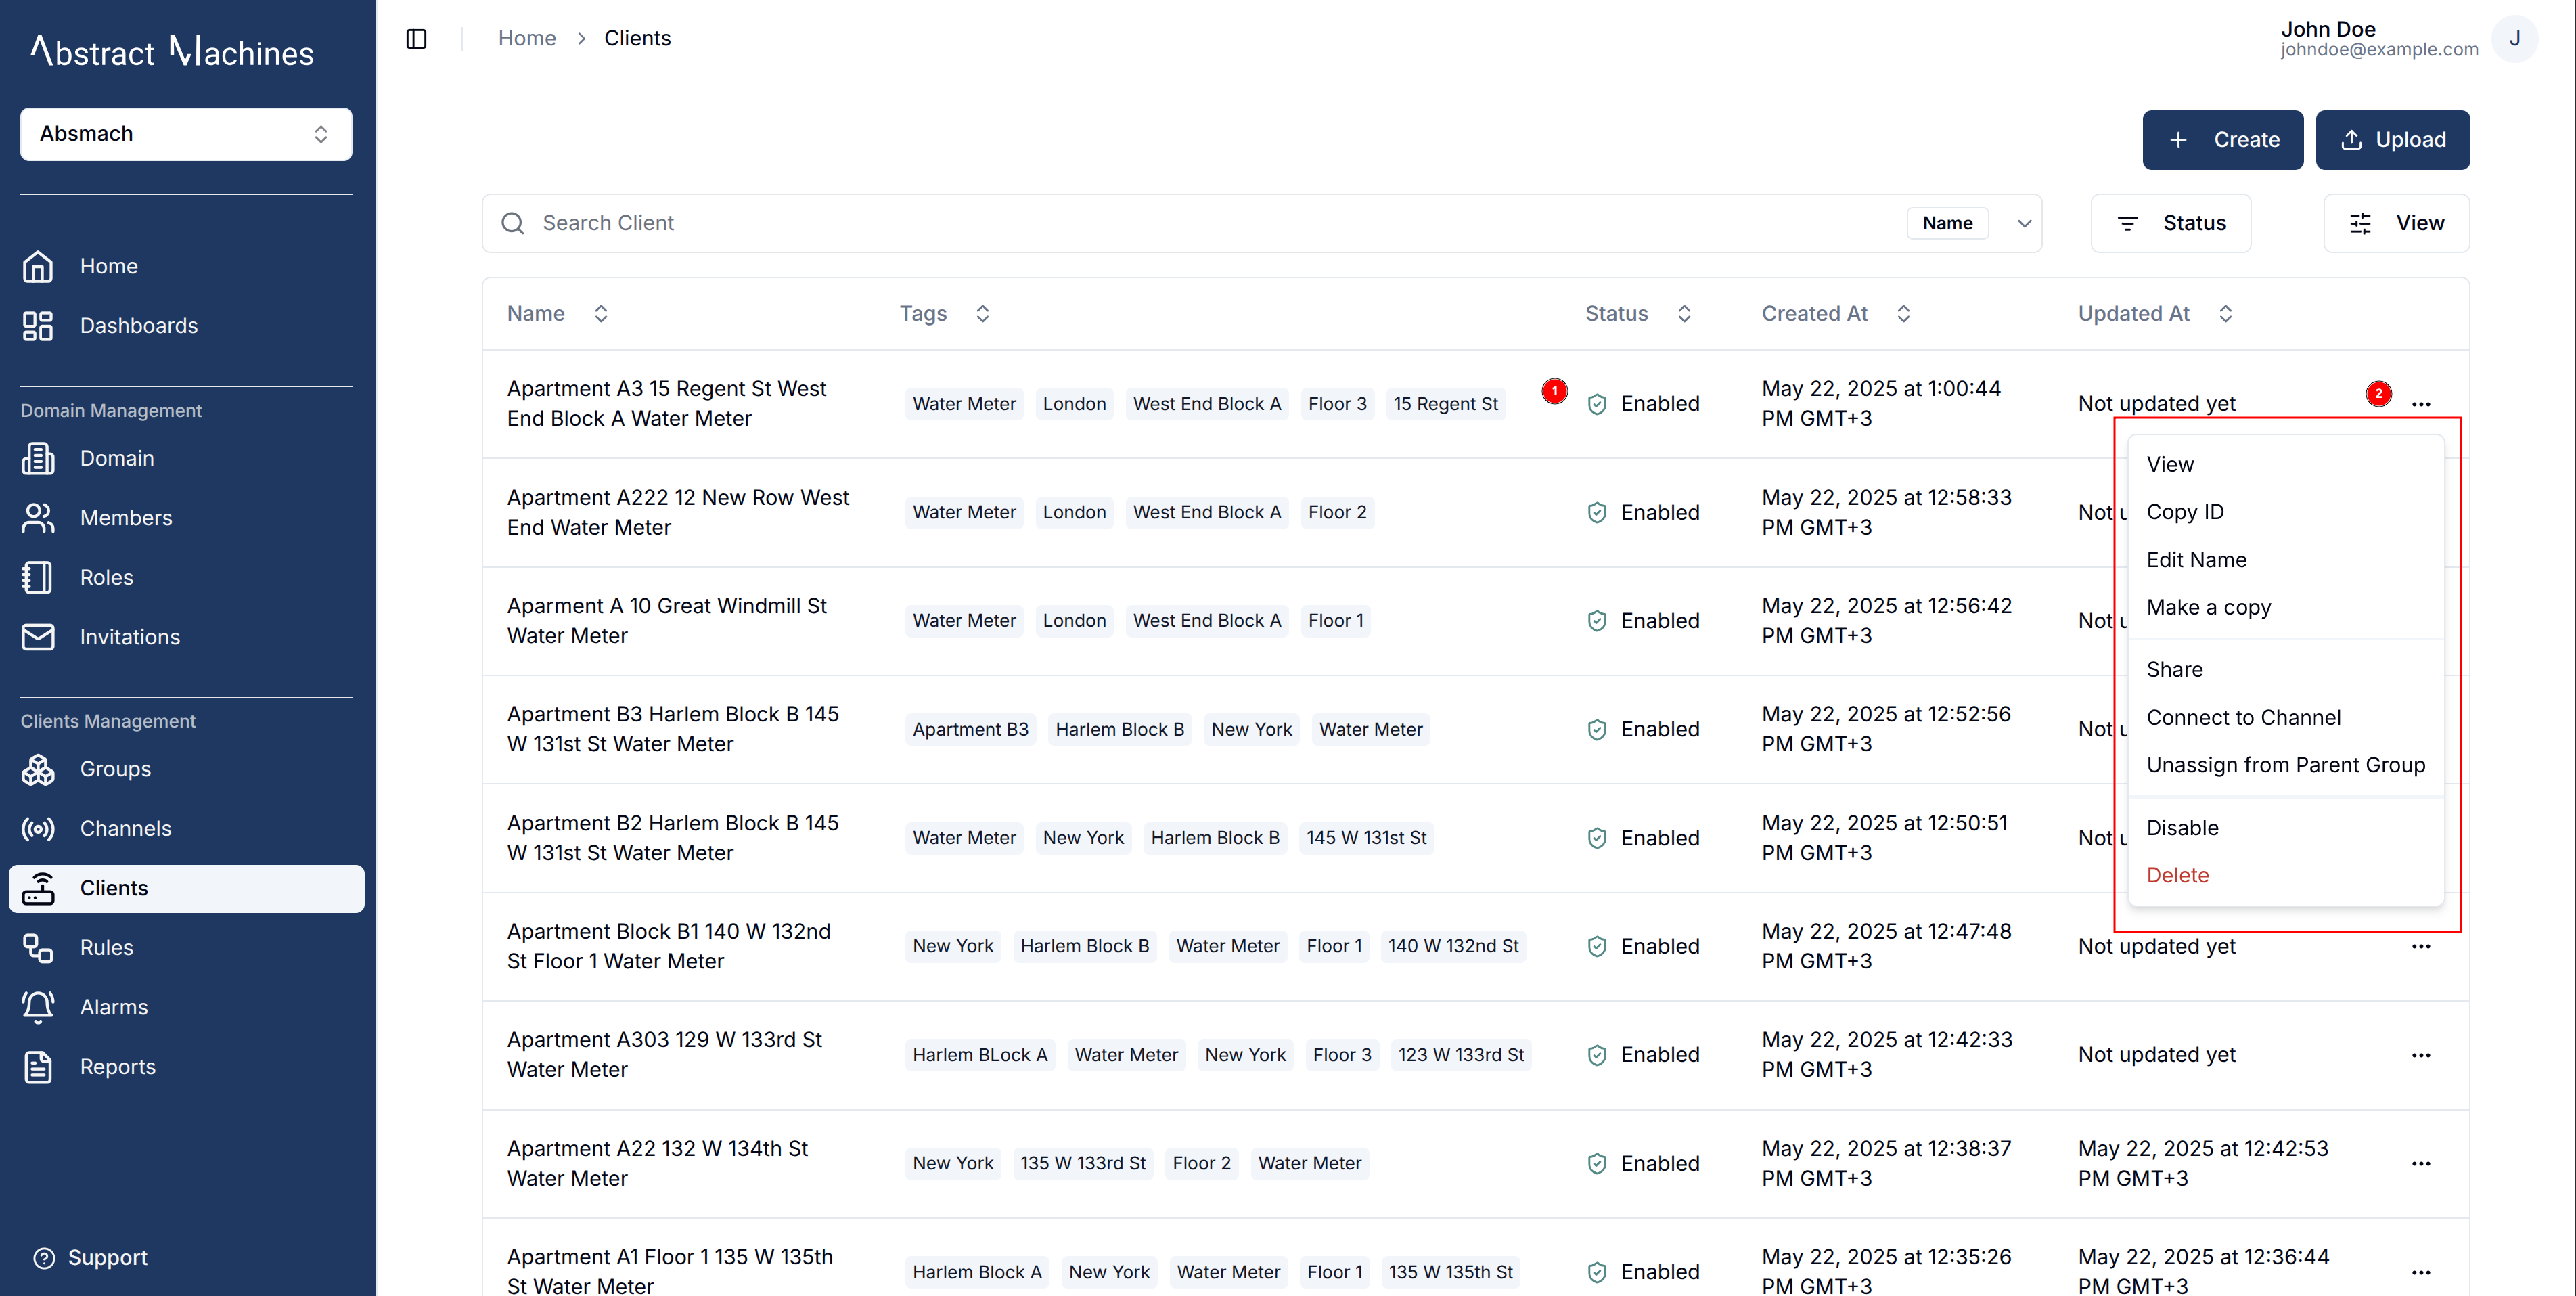 Abstract Machines
Absmach
Home
Dashboards
Domain Management
Domain
Members
Roles
Invitations
Clients Management
Groups
Channels
Clients
Rules
Alarms
Reports
Support
Home > Clients
John Doe
johndoe@example.com
J
+ Create
Upload
Search Client
Name
Status
View
Name Tags Status Created At Updated At
Apartment A3 15 Regent St West
End Block A Water Meter
Water Meter London West End Block A Floor 3 15 Regent St
1
Enabled
May 22, 2025 at 1:00:44
PM GMT+3
Not updated yet
2
...
Apartment A222 12 New Row West
End Water Meter
Water Meter London West End Block A Floor 2
Enabled
May 22, 2025 at 12:58:33
PM GMT+3
Not u
Aparment A 10 Great Windmill St
Water Meter
Water Meter London West End Block A Floor 1
Enabled
May 22, 2025 at 12:56:42
PM GMT+3
Not u
Apartment B3 Harlem Block B 145
W 131st St Water Meter
Apartment B3 Harlem Block B New York Water Meter
Enabled
May 22, 2025 at 12:52:56
PM GMT+3
Not u
Apartment B2 Harlem Block B 145
W 131st St Water Meter
Water Meter New York Harlem Block B 145 W 131st St
Enabled
May 22, 2025 at 12:50:51
PM GMT+3
Not u
View
Copy ID
Edit Name
Make a copy
Share
Connect to Channel
Unassign from Parent Group
Disable
Delete
Apartment Block B1 140 W 132nd
St Floor 1 Water Meter
New York Harlem Block B Water Meter Floor 1 140 W 132nd St
Enabled
May 22, 2025 at 12:47:48
PM GMT+3
Not updated yet
...
Apartment A303 129 W 133rd St
Water Meter
Harlem BLock A Water Meter New York Floor 3 123 W 133rd St
Enabled
May 22, 2025 at 12:42:33
PM GMT+3
Not updated yet
...
Apartment A22 132 W 134th St
Water Meter
New York 135 W 133rd St Floor 2 Water Meter
Enabled
May 22, 2025 at 12:38:37
PM GMT+3
May 22, 2025 at 12:42:53
PM GMT+3
...
Apartment A1 Floor 1 135 W 135th
St Water Meter
Harlem Block A New York Water Meter Floor 1 135 W 135th St
Enabled
May 22, 2025 at 12:35:26
PM GMT+3
May 22, 2025 at 12:36:44
PM GMT+3
...